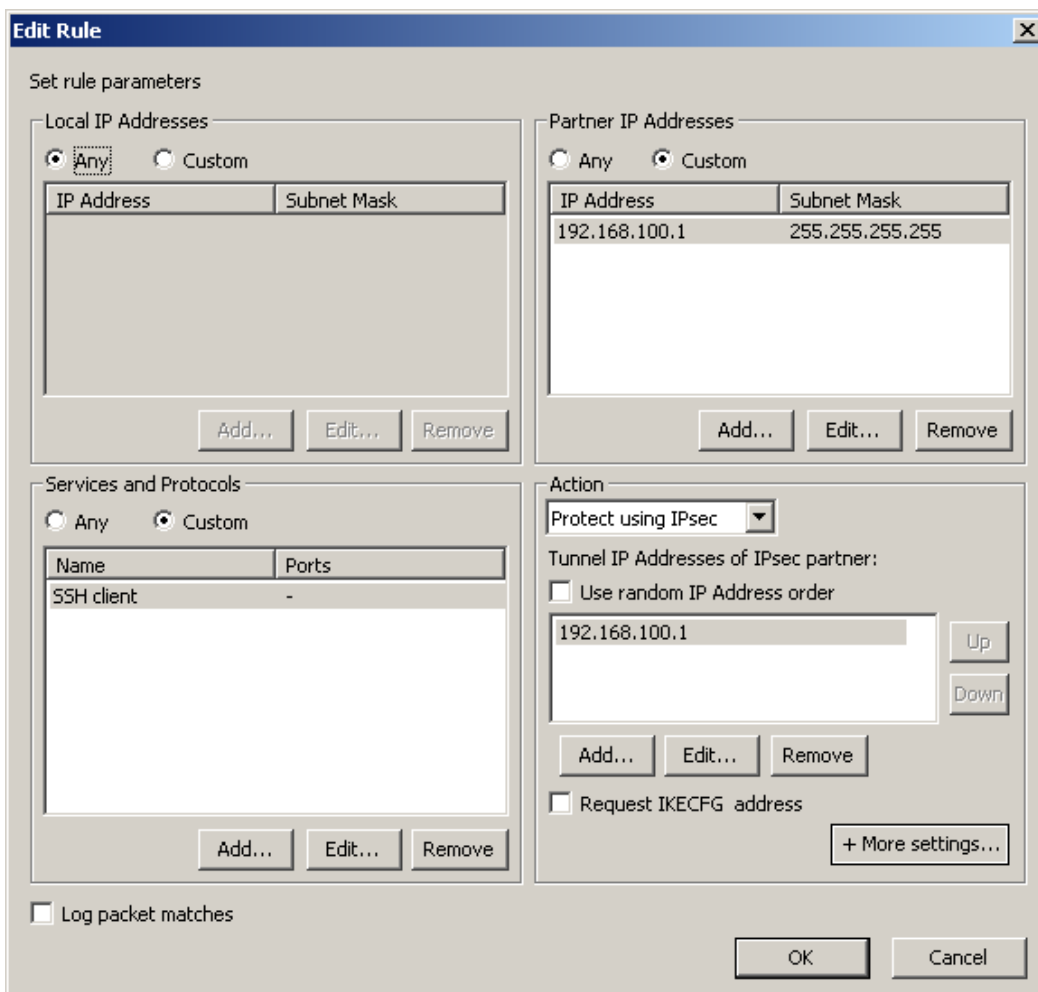 Edit Rule
Set rule parameters
Local IP Addresses
Any Custom
IP Address Subnet Mask
Add... Edit... Remove
Partner IP Addresses
Any Custom
IP Address Subnet Mask
192.168.100.1 255.255.255.255
Add... Edit... Remove
Services and Protocols
Any Custom
Name Ports
SSH client -
Add... Edit... Remove
Action
Protect using IPsec
Tunnel IP Addresses of IPsec partner:
Use random IP Address order
192.168.100.1
Up
Down
Add... Edit... Remove
Request IKECFG address
+ More settings...
Log packet matches
OK Cancel